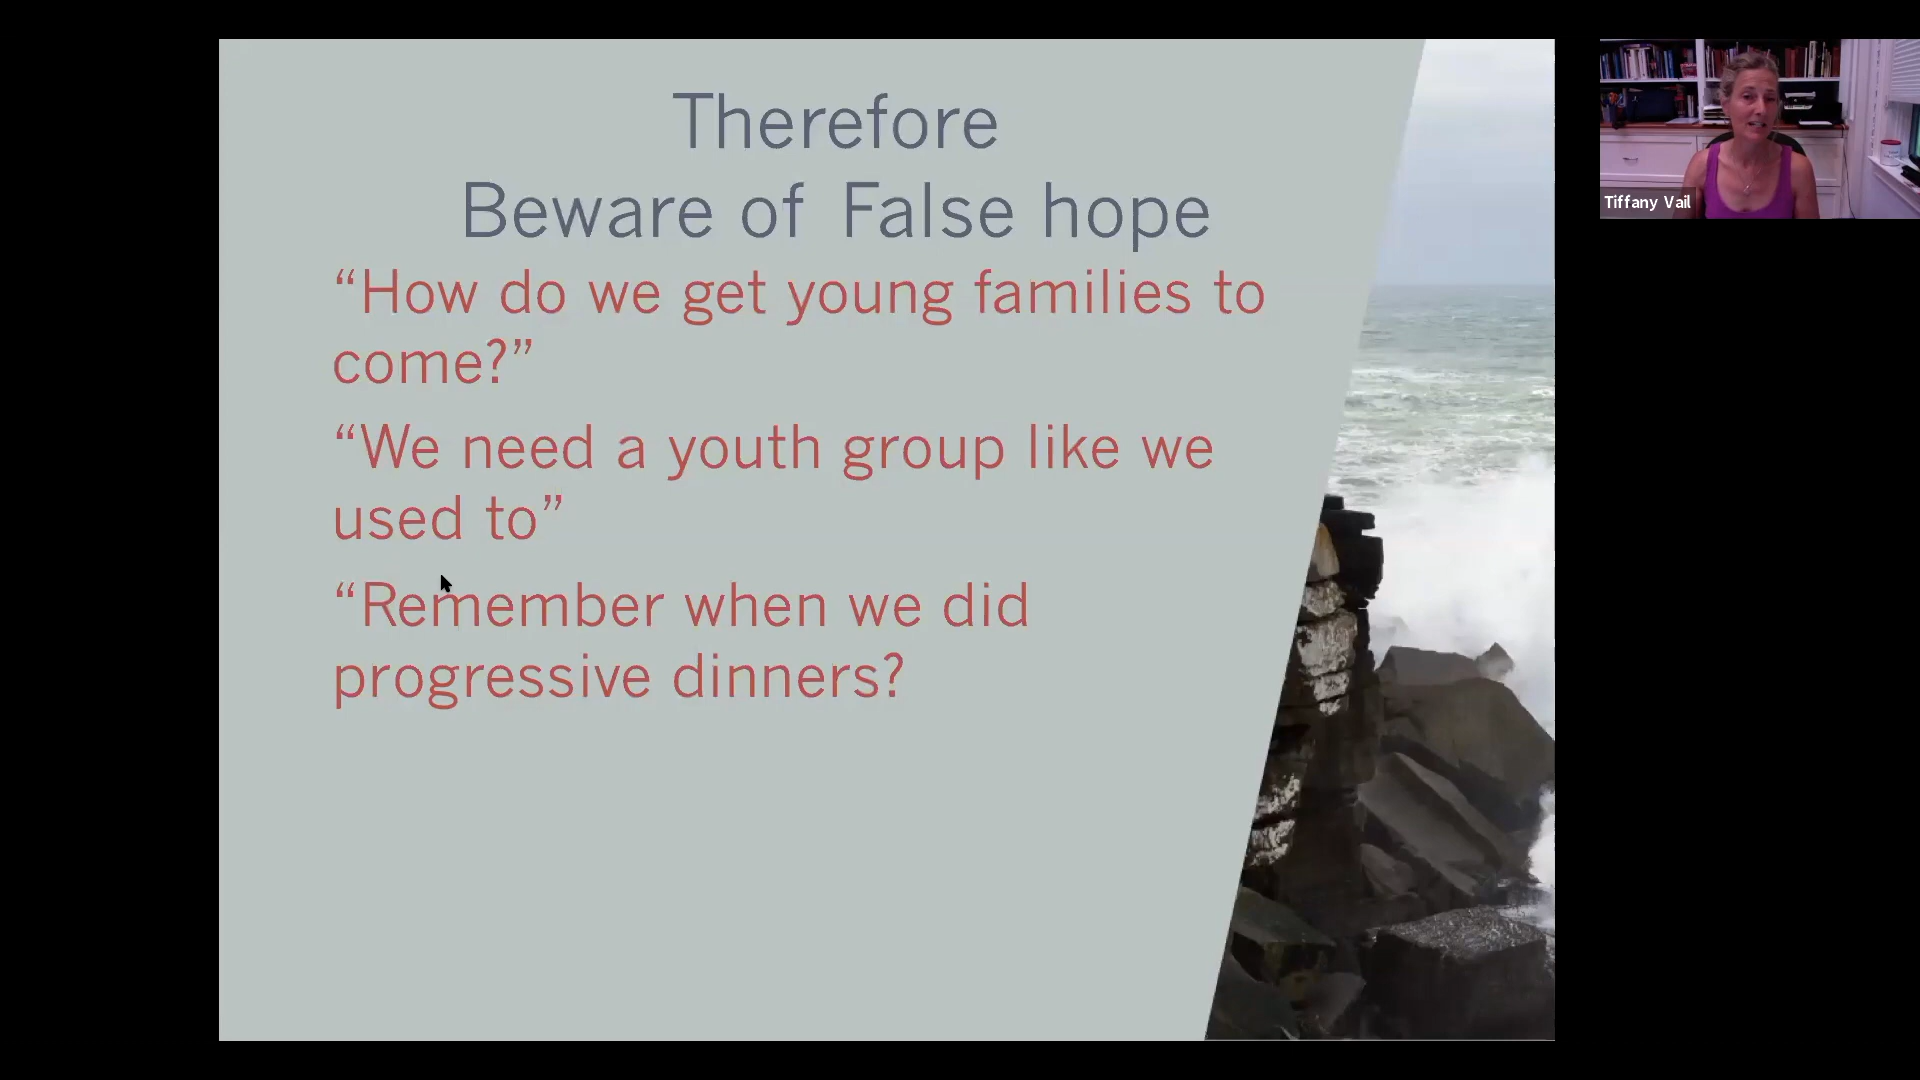 Therefore
Beware of False hope
“How do we get young families to
come?”
“We need a youth group like we
used to”
“Remember when we did
progressive dinners?
Tiffany Vail